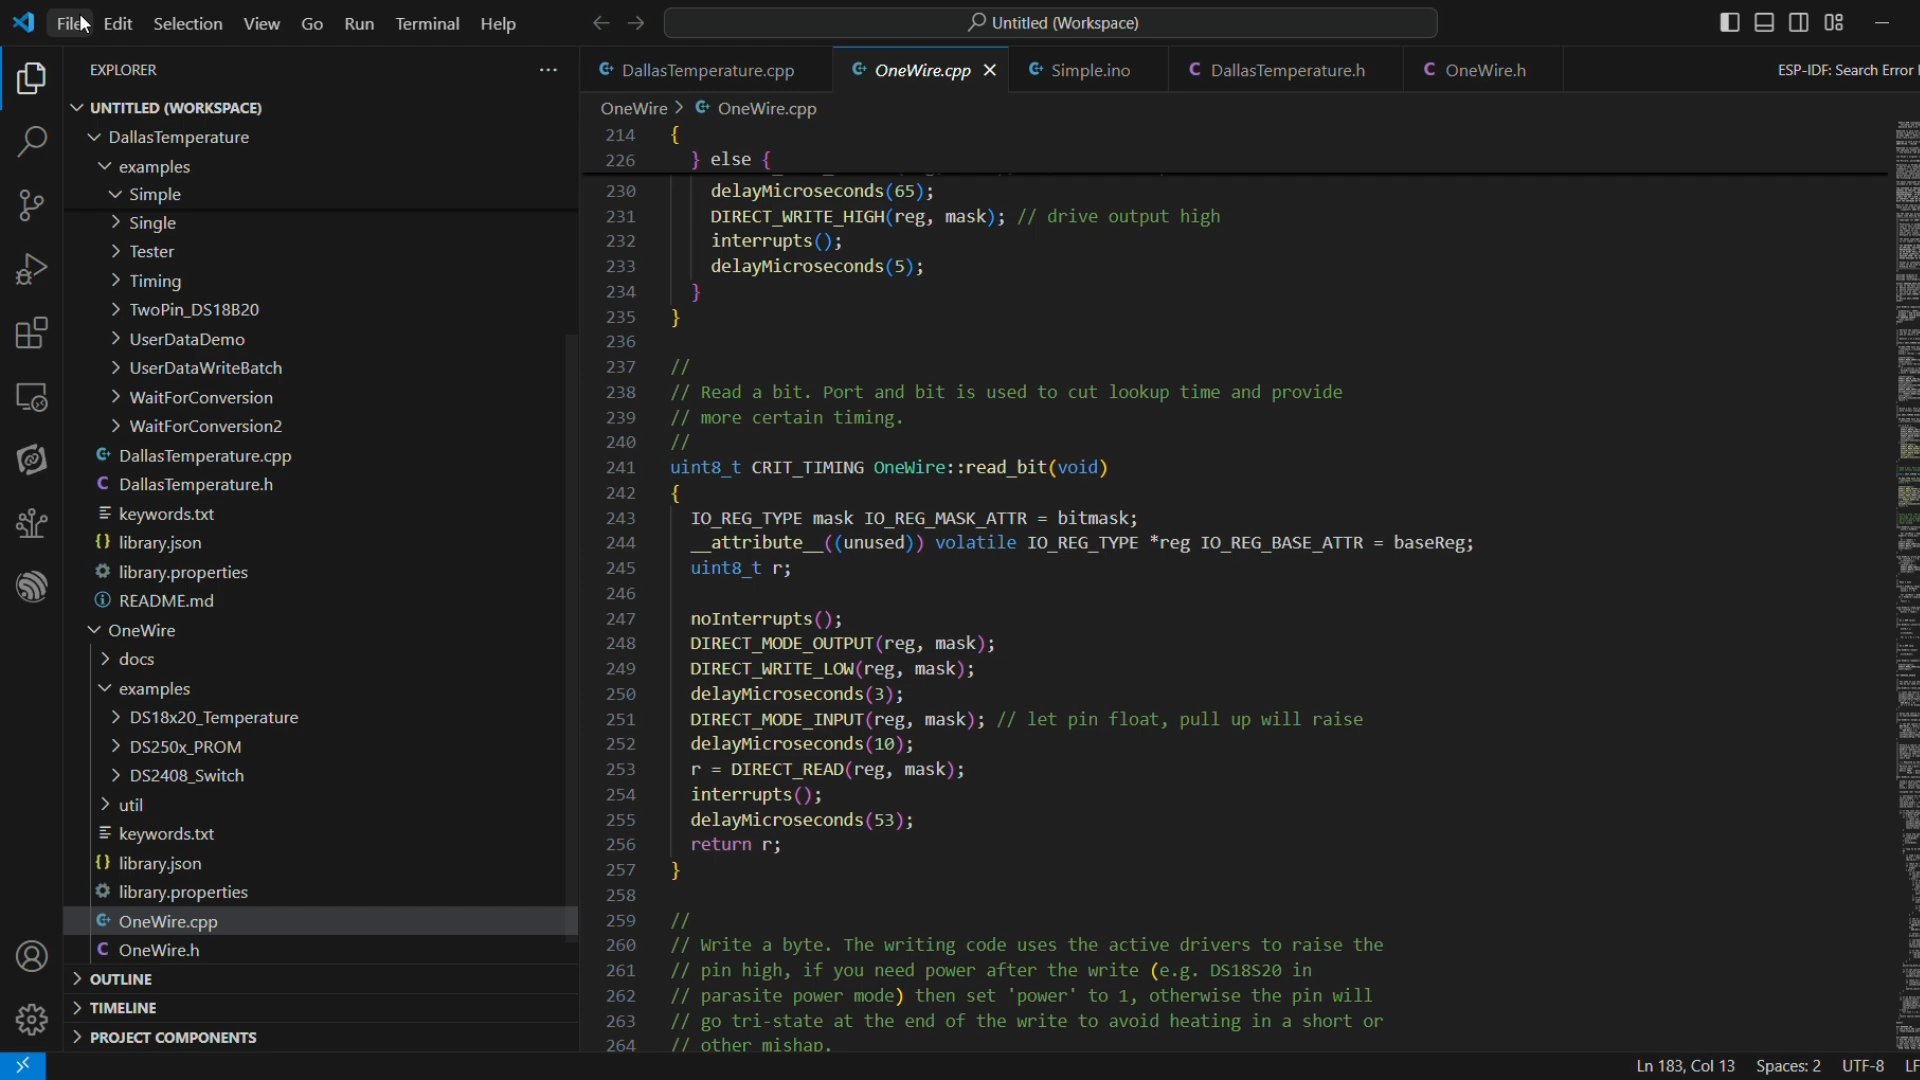 File Edit Selection View Go Run Terminal Help Untitled (Workspace)
EXPLORER
UNTITLED (WORKSPACE)
DallasTemperature
examples
Simple
Single
Tester
Timing
TwoPin_DS18B20
UserDataDemo
UserDataWriteBatch
WaitForConversion
WaitForConversion2
DallasTemperature.cpp
DallasTemperature.h
keywords.txt
library.json
library.properties
README.md
OneWire
docs
examples
DS18x20_Temperature
DS250x_PROM
DS2408_Switch
util
keywords.txt
library.json
library.properties
OneWire.cpp
OneWire.h
OUTLINE
TIMELINE
PROJECT COMPONENTS
DallasTemperature.cpp OneWire.cpp Simple.ino DallasTemperature.h OneWire.h ESP-IDF: Search Error
OneWire > OneWire.cpp
214 {
226 } else {
230 delayMicroseconds(65);
231 DIRECT_WRITE_HIGH(reg, mask); // drive output high
232 interrupts();
233 delayMicroseconds(5);
234 }
235 }
236
237 //
238 // Read a bit. Port and bit is used to cut lookup time and provide
239 // more certain timing.
240 //
241 uint8_t CRIT_TIMING OneWire::read_bit(void)
242 {
243 IO_REG_TYPE mask IO_REG_MASK_ATTR = bitmask;
244 __attribute__((unused)) volatile IO_REG_TYPE *reg IO_REG_BASE_ATTR = baseReg;
245 uint8_t r;
246
247 noInterrupts();
248 DIRECT_MODE_OUTPUT(reg, mask);
249 DIRECT_WRITE_LOW(reg, mask);
250 delayMicroseconds(3);
251 DIRECT_MODE_INPUT(reg, mask); // let pin float, pull up will raise
252 delayMicroseconds(10);
253 r = DIRECT_READ(reg, mask);
254 interrupts();
255 delayMicroseconds(53);
256 return r;
257 }
258
259 //
260 // Write a byte. The writing code uses the active drivers to raise the
261 // pin high, if you need power after the write (e.g. DS18S20 in
262 // parasite power mode) then set 'power' to 1, otherwise the pin will
263 // go tri-state at the end of the write to avoid heating in a short or
264 // other mishap.
Ln 183, Col 13 Spaces: 2 UTF-8 LF